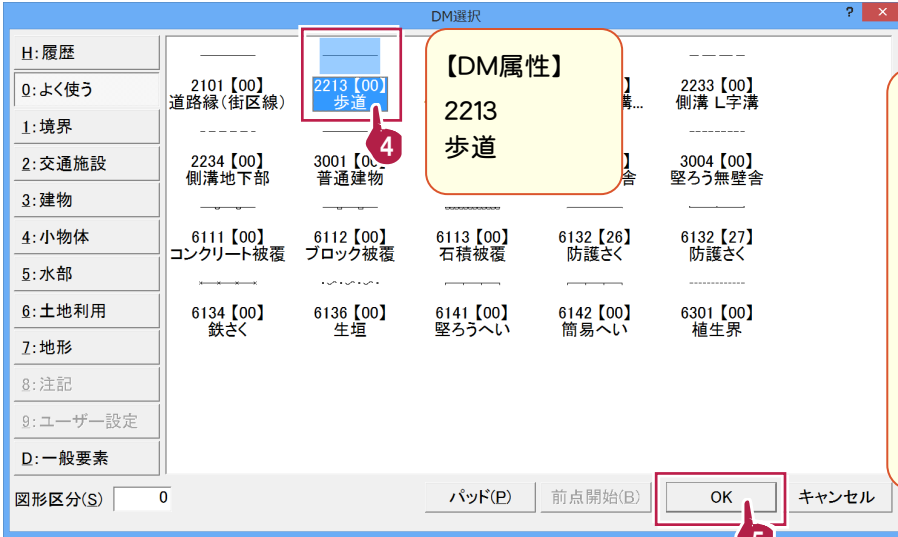 DM選択
? ×
H:履歴
0:よく使う
1:境界
2:交通施設
3:建物
4:小物体
5:水部
6:土地利用
7:地形
8:注記
9:ユーザー設定
D:一般要素
2101【00】
道路縁(街区線)
2213【00】
歩道
2233【00】
側溝 L字溝
2234【00】
側溝地下部
3001【00】
普通建物
舎
3004【00】
堅ろう無壁舎
6111【00】
コンクリート被覆
6112【00】
ブロック被覆
6113【00】
石積被覆
6132【26】
防護さく
6132【27】
防護さく
6134【00】
鉄さく
6136【00】
生垣
6141【00】
堅ろうへい
6142【00】
簡易へい
6301【00】
植生界
【DM属性】
2213
歩道
4
図形区分(S)
0
パッド(P)
前点開始(B)
OK
キャンセル
5